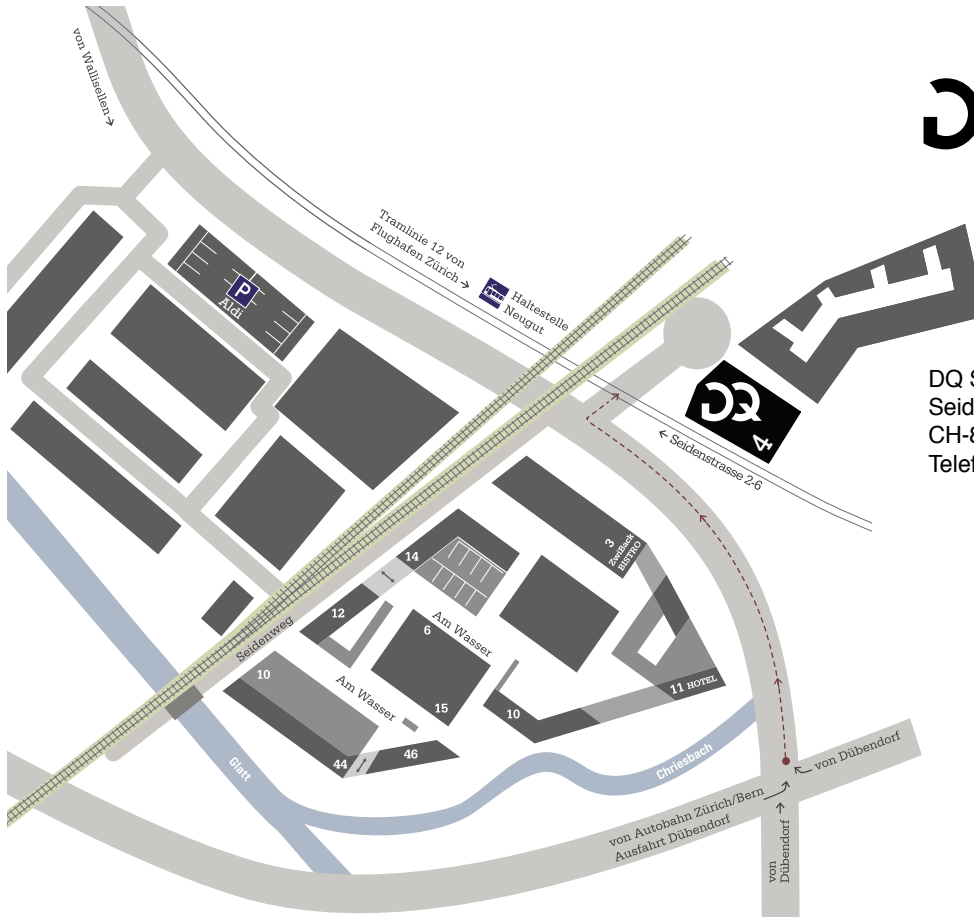 von Wallisellen →
Tramlinie 12 von
Flughafen Zürich →
Haltestelle
Neugut
P
Aldi
DQ
4
← Seidenstrasse 2-6
DQ S
Seid
CH-8
Telef
3
ZwiBack
BISTRO
14
12
Am Wasser
6
15
Seidenweg
10
Am Wasser
10
11 HOTEL
44
46
Glatt
Chriesbach
von Dübendorf
von Autobahn Zürich/Bern
Ausfahrt Dübendorf
von
Dübendorf →